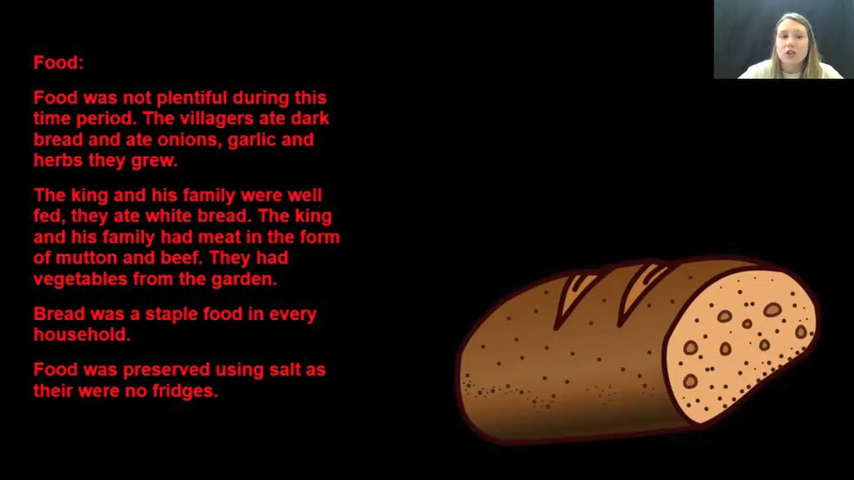 Food:
Food was not plentiful during this
time period. The villagers ate dark
bread and ate onions, garlic and
herbs they grew.
The king and his family were well
fed, they ate white bread. The king
and his family had meat in the form
of mutton and beef. They had
vegetables from the garden.
Bread was a staple food in every
household.
Food was preserved using salt as
their were no fridges.